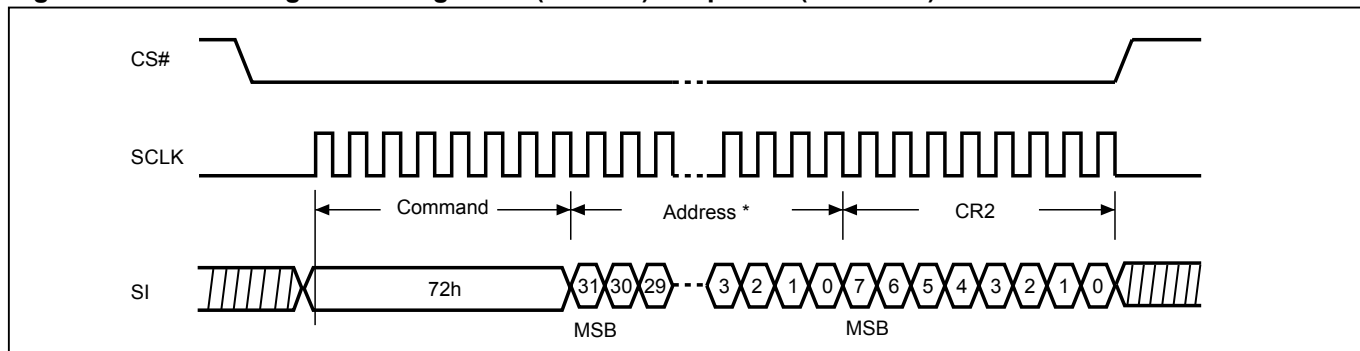 CS#
SCLK
Command Address * CR2
SI 72h 31 30 29 3 2 1 0 7 6 5 4 3 2 1 0
MSB MSB